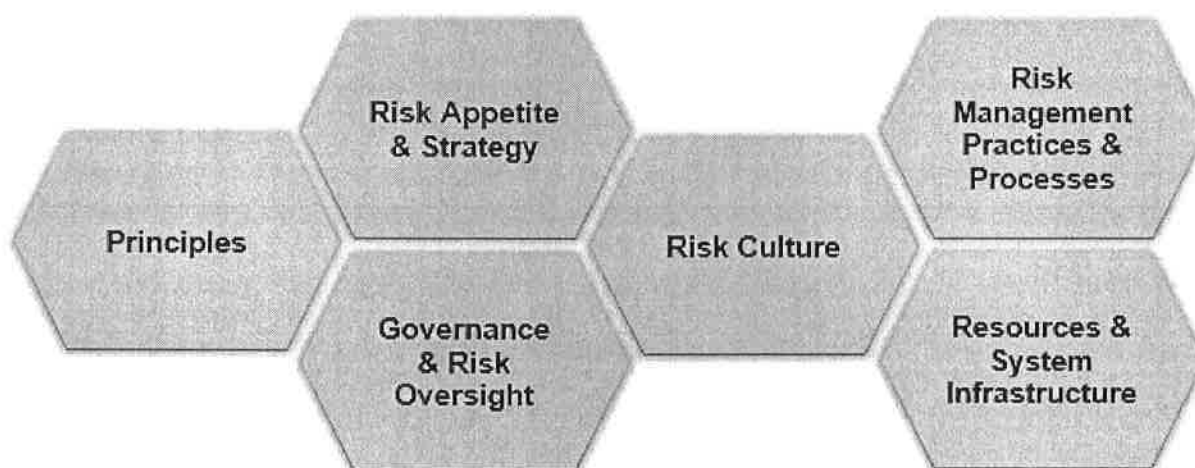 Principles
Risk Appetite
& Strategy
Governance
& Risk
Oversight
Risk Culture
Risk
Management
Practices &
Processes
Resources &
System
Infrastructure